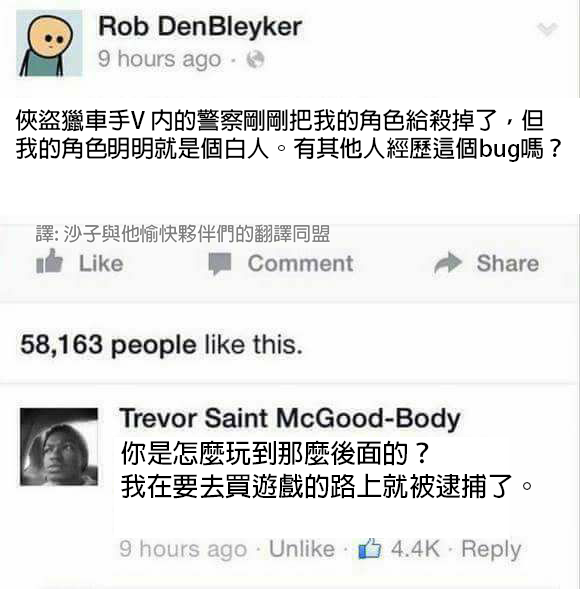 Rob DenBleyker
9 hours ago ·
俠盜獵車手V 内的警察剛剛把我的角色給殺掉了，但
我的角色明明就是個白人。有其他人經歷這個bug嗎？
譯: 沙子與他愉快夥伴們的翻譯同盟
Like Comment Share
58,163 people like this.
Trevor Saint McGood-Body
你是怎麼玩到那麼後面的？
我在要去買遊戲的路上就被逮捕了。
9 hours ago · Unlike · 4.4K · Reply